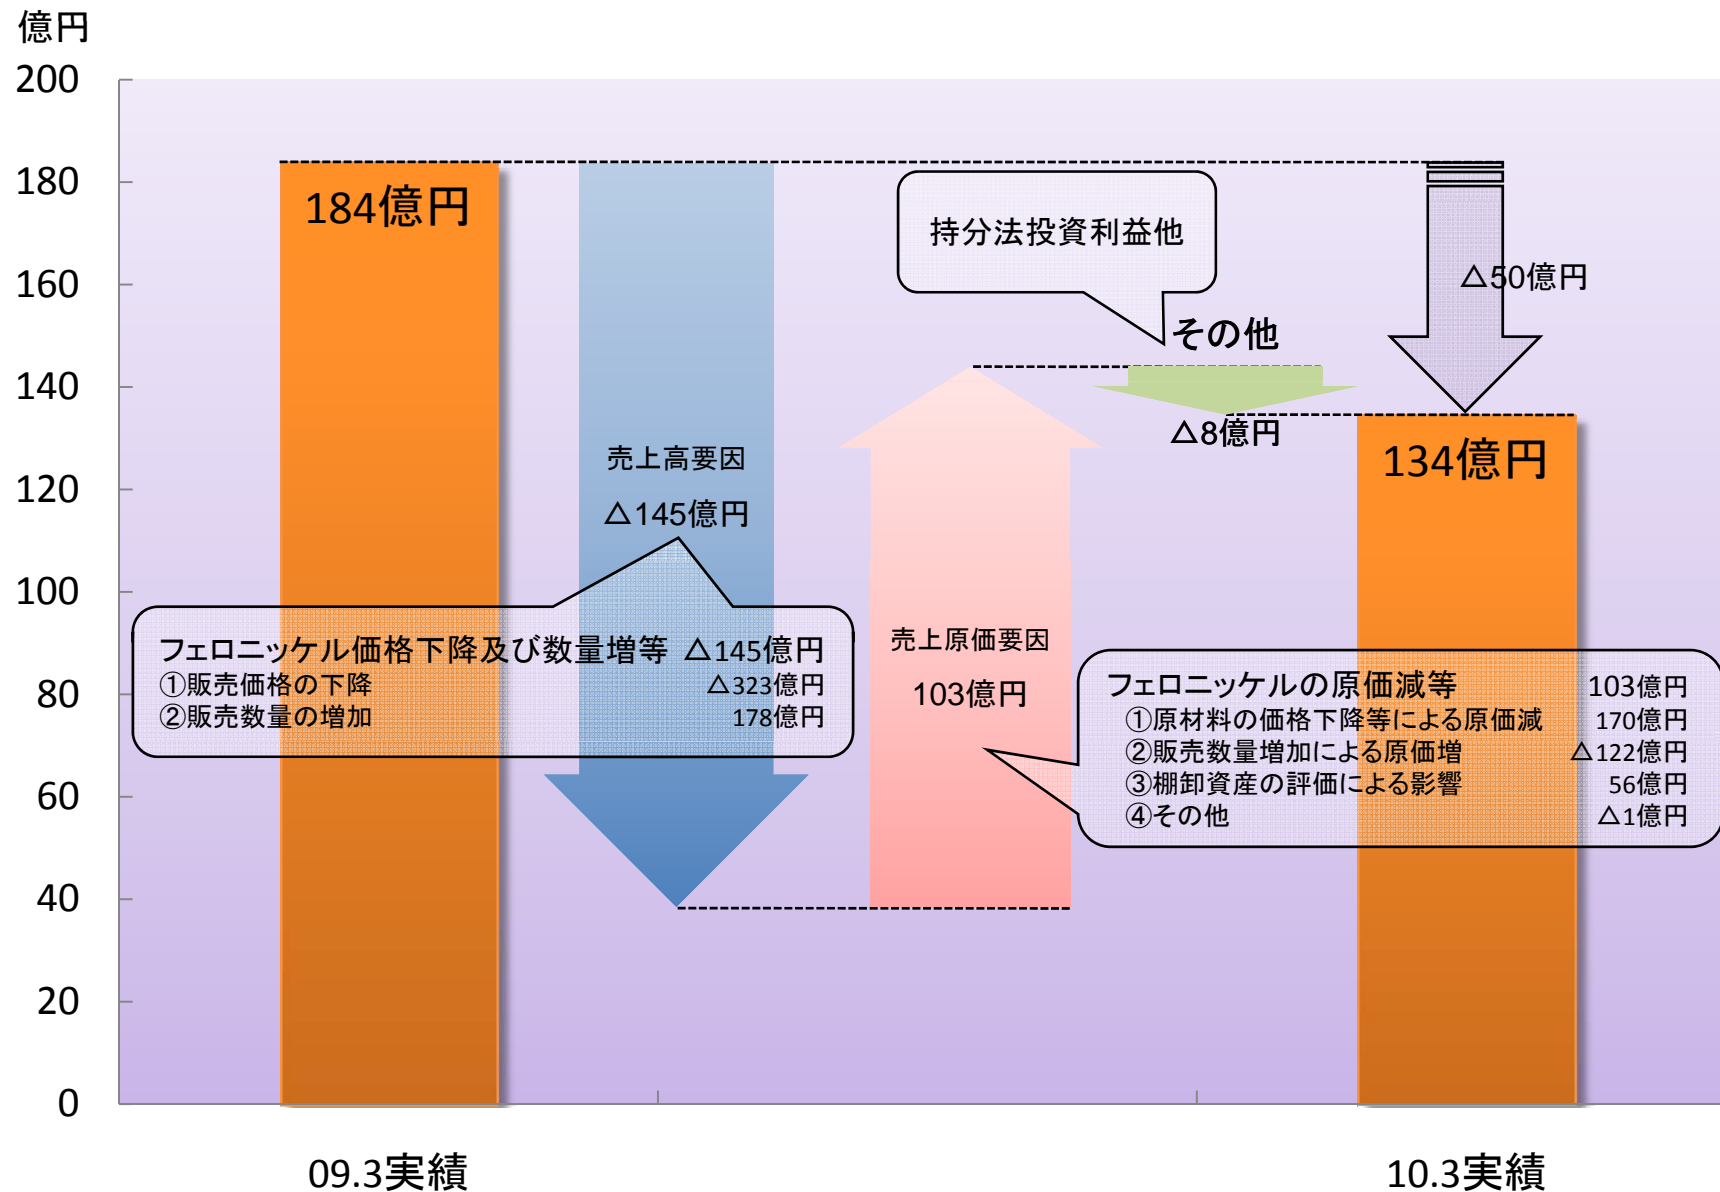 億円
200
180
160
140
120
100
80
60
40
20
0
184億円
持分法投資利益他
△50億円
その他
△8億円
134億円
売上高要因
△145億円
フェロニッケル価格下降及び数量増等 △145億円
①販売価格の下降 △323億円
②販売数量の増加 178億円
売上原価要因
103億円
フェロニッケルの原価減等 103億円
①原材料の価格下降等による原価減 170億円
②販売数量増加による原価増 △122億円
③棚卸資産の評価による影響 56億円
④その他 △1億円
09.3実績
10.3実績